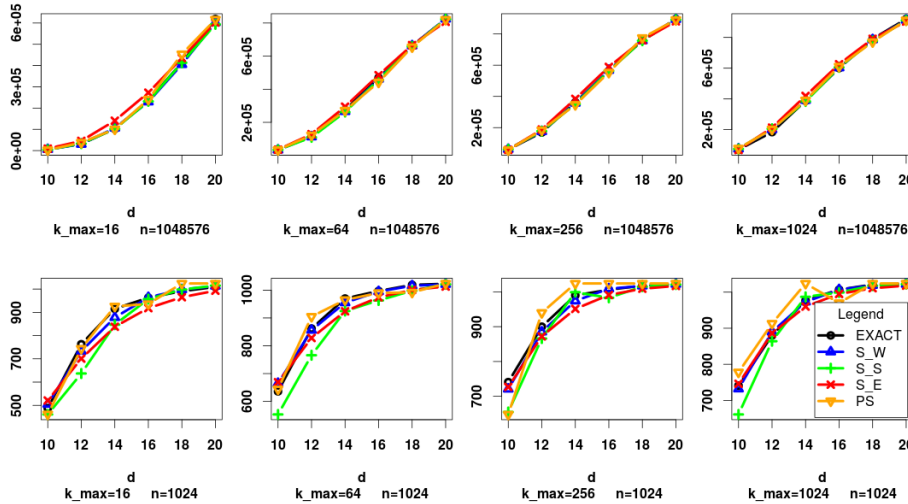 0e+00 3e+05 6e+05
10 12 14 16 18 20
d
k_max=16 n=1048576
2e+05 6e+05
10 12 14 16 18 20
d
k_max=64 n=1048576
2e+05 6e+05
10 12 14 16 18 20
d
k_max=256 n=1048576
2e+05 6e+05
10 12 14 16 18 20
d
k_max=1024 n=1048576
500 700 900
10 12 14 16 18 20
d
k_max=16 n=1024
600 800 1000
10 12 14 16 18 20
d
k_max=64 n=1024
700 900
10 12 14 16 18 20
d
k_max=256 n=1024
700 800 900
10 12 14 16 18 20
d
k_max=1024 n=1024
Legend
EXACT
S_W
S_S
S_E
PS